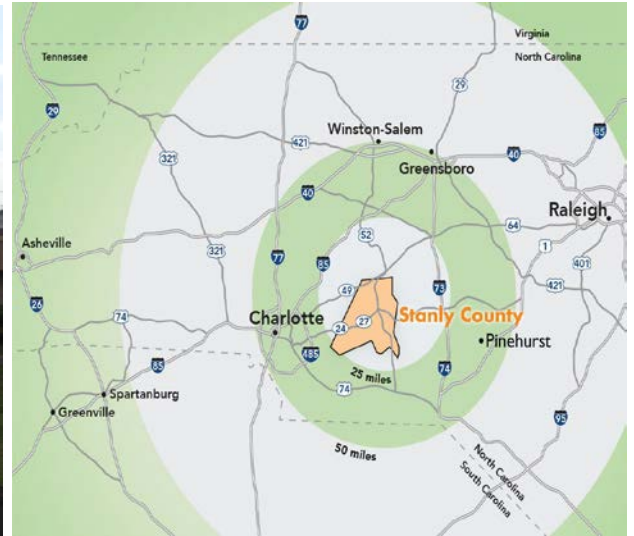 77
Virginia
Tennessee
North Carolina
29
29
Winston-Salem
421
85
321
40
Greensboro
40
Raleigh
64
52
1
Asheville
321
77
85
401
421
26
49
73
Stanly County
74
Charlotte
24
27
Pinehurst
485
85
74
25 miles
74
Spartanburg
95
Greenville
50 miles
North Carolina
South Carolina